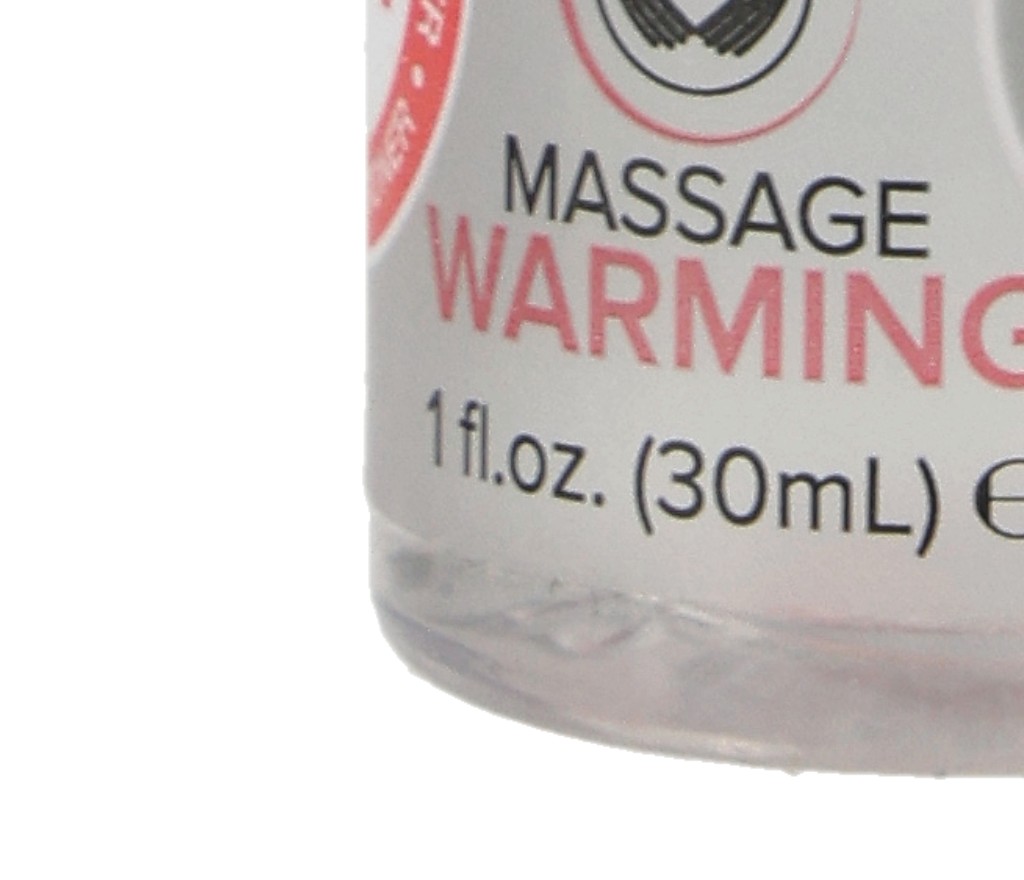 MASSAGE
WARMING
1 fl.oz. (30mL) ℮